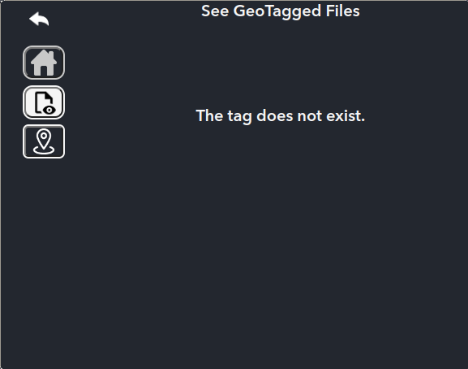 See GeoTagged Files
The tag does not exist.